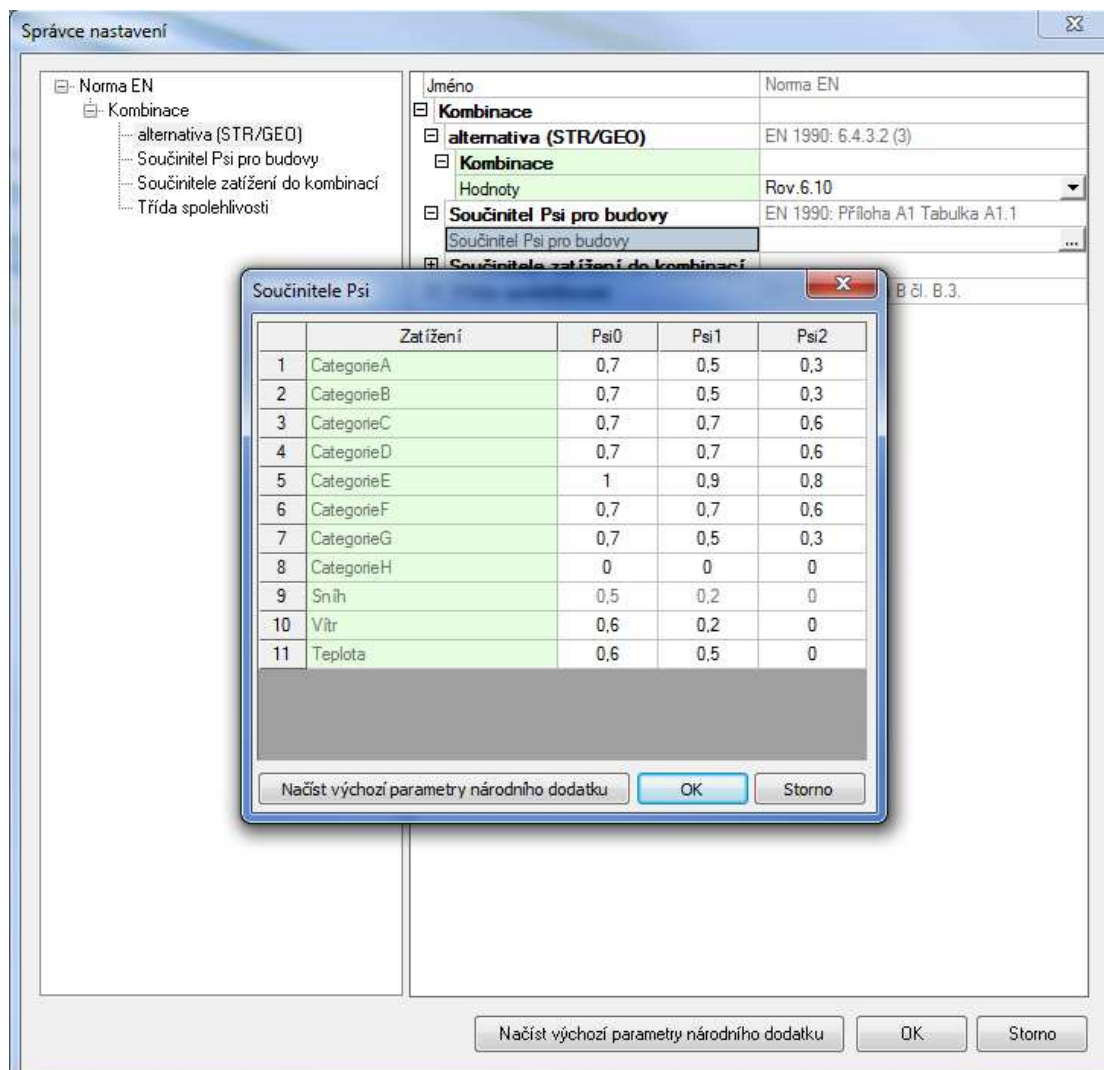 Správce nastavení
Norma EN
Kombinace
alternativa (STR/GEO)
Součinitel Psi pro budovy
Součinitele zatížení do kombinací
Třída spolehlivosti
Jméno Norma EN
Kombinace
alternativa (STR/GEO) EN 1990: 6.4.3.2 (3)
Kombinace
Hodnoty Rov.6.10
Součinitel Psi pro budovy EN 1990: Příloha A1 Tabulka A1.1
Součinitel Psi pro budovy ...
Součinitele zatížení do kombinací
B čl. B.3.
Součinitele Psi
Zatížení Psi0 Psi1 Psi2
1 CategorieA 0,7 0,5 0,3
2 CategorieB 0,7 0,5 0,3
3 CategorieC 0,7 0,7 0,6
4 CategorieD 0,7 0,7 0,6
5 CategorieE 1 0,9 0,8
6 CategorieF 0,7 0,7 0,6
7 CategorieG 0,7 0,5 0,3
8 CategorieH 0 0 0
9 Sníh 0,5 0,2 0
10 Vítr 0,6 0,2 0
11 Teplota 0,6 0,5 0
Načíst výchozí parametry národního dodatku OK Storno
Načíst výchozí parametry národního dodatku OK Storno